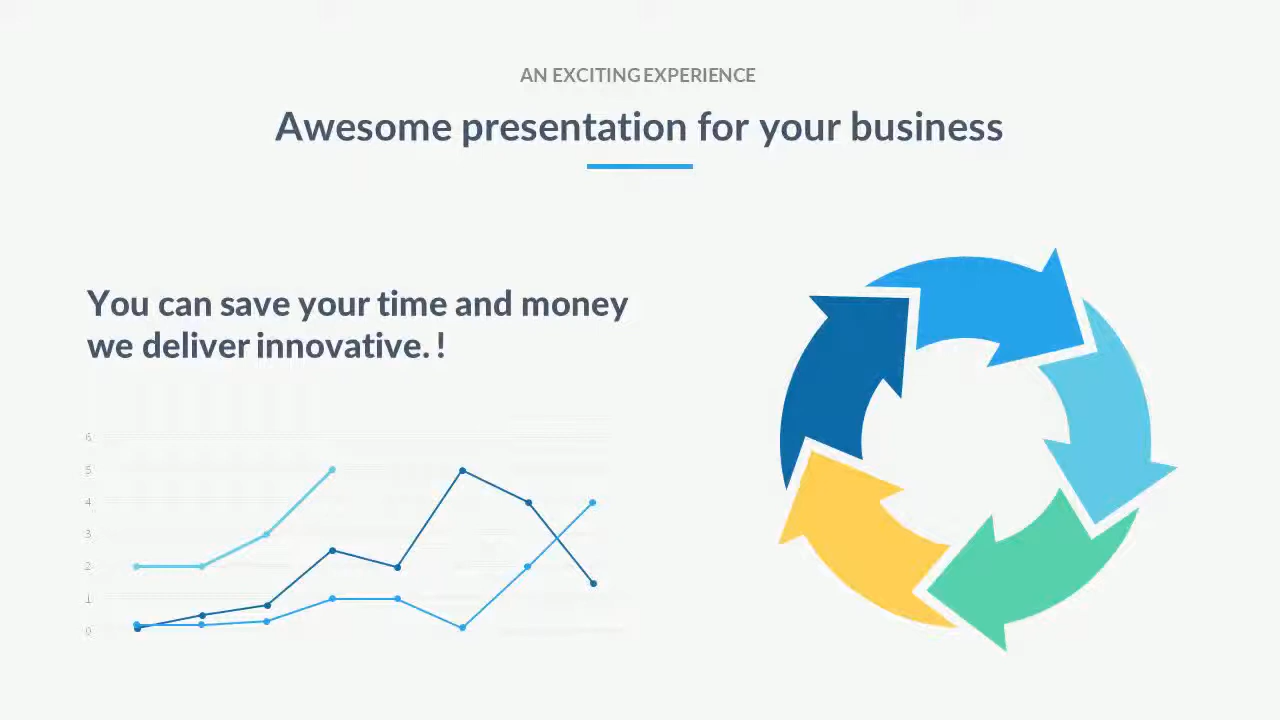 AN EXCITING EXPERIENCE
Awesome presentation for your business
You can save your time and money
we deliver innovative. !
6
5
4
3
2
1
0